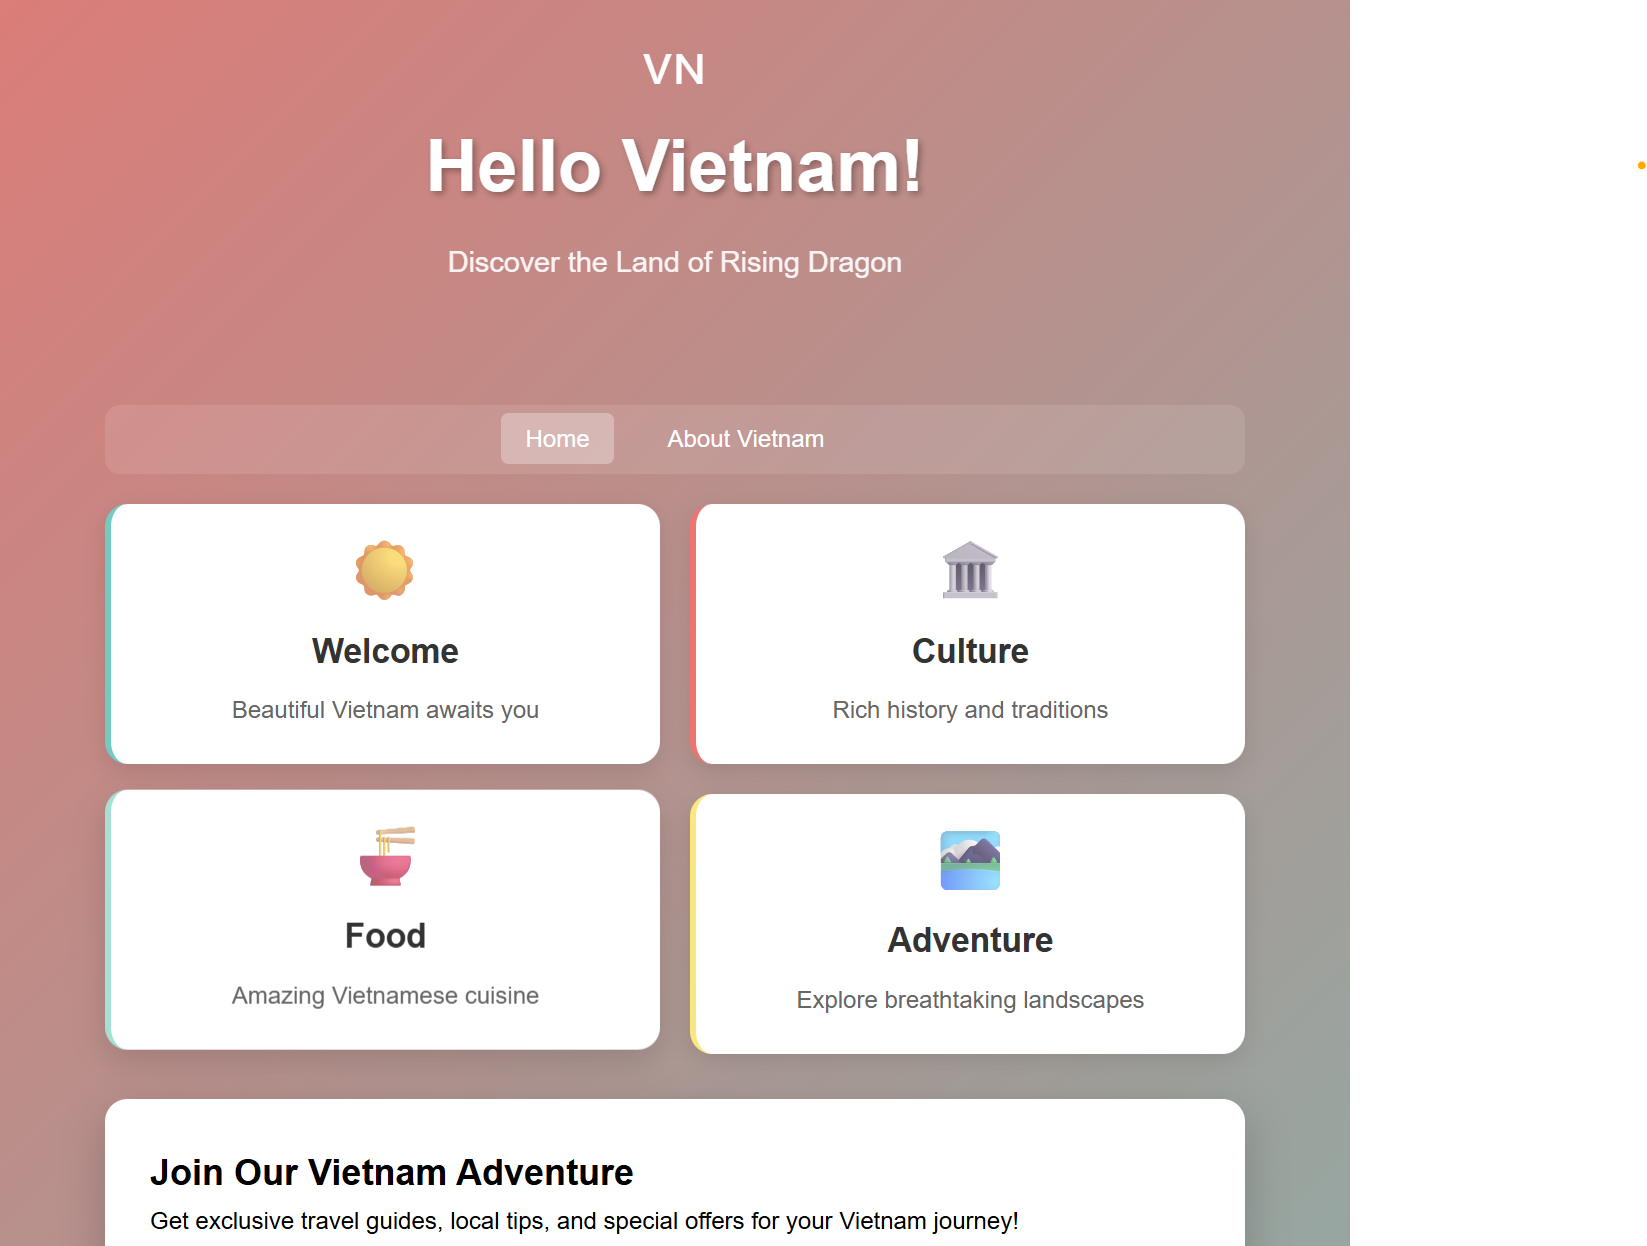 VN
Hello Vietnam!
Discover the Land of Rising Dragon
Home
About Vietnam
Welcome
Beautiful Vietnam awaits you
Culture
Rich history and traditions
Food
Amazing Vietnamese cuisine
Adventure
Explore breathtaking landscapes
Join Our Vietnam Adventure
Get exclusive travel guides, local tips, and special offers for your Vietnam journey!